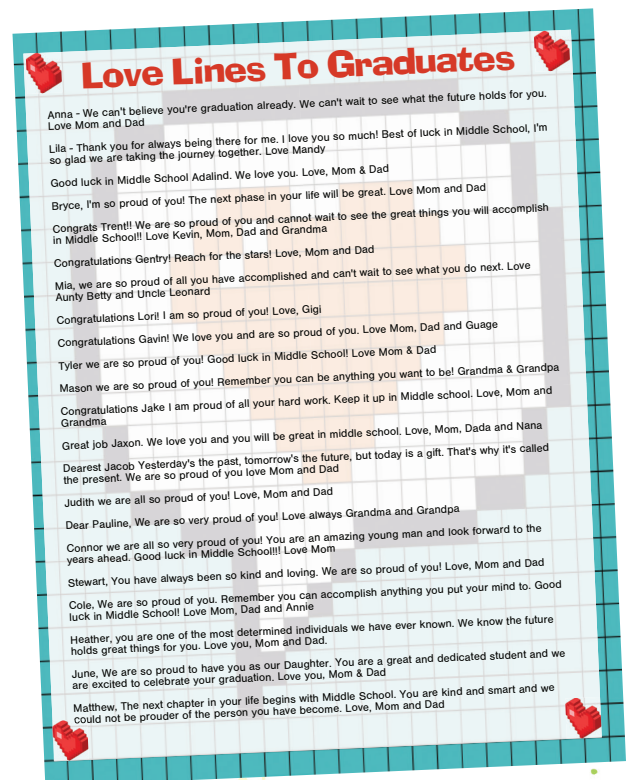 Love Lines To Graduates
Anna - We can't believe you're graduation already. We can't wait to see what the future holds for you.
Love Mom and Dad
Lila - Thank you for always being there for me. I love you so much! Best of luck in Middle School, I'm
so glad we are taking the journey together. Love Mandy
Good luck in Middle School Adalind. We love you. Love, Mom & Dad
Bryce, I'm so proud of you! The next phase in your life will be great. Love Mom and Dad
Congrats Trent!! We are so proud of you and cannot wait to see the great things you will accomplish
in Middle School!! Love Kevin, Mom, Dad and Grandma
Congratulations Gentry! Reach for the stars! Love, Mom and Dad
Mia, we are so proud of all you have accomplished and can't wait to see what you do next. Love
Aunty Betty and Uncle Leonard
Congratulations Lori! I am so proud of you! Love, Gigi
Congratulations Gavin! We love you and are so proud of you. Love Mom, Dad and Guage
Tyler we are so proud of you! Good luck in Middle School! Love Mom & Dad
Mason we are so proud of you! Remember you can be anything you want to be! Grandma & Grandpa
Congratulations Jake I am proud of all your hard work. Keep it up in Middle school. Love, Mom and
Grandma
Great job Jaxon. We love you and you will be great in middle school. Love, Mom, Dada and Nana
Dearest Jacob Yesterday's the past, tomorrow's the future, but today is a gift. That's why it's called
the present. We are so proud of you love Mom and Dad
Judith we are all so proud of you! Love, Mom and Dad
Dear Pauline, We are so very proud of you! Love always Grandma and Grandpa
Connor we are all so very proud of you! You are an amazing young man and look forward to the
years ahead. Good luck in Middle School!!! Love Mom
Stewart, You have always been so kind and loving. We are so proud of you! Love, Mom and Dad
Cole, We are so proud of you. Remember you can accomplish anything you put your mind to. Good
luck in Middle School! Love Mom, Dad and Annie
Heather, you are one of the most determined individuals we have ever known. We know the future
holds great things for you. Love you, Mom and Dad.
June, We are so proud to have you as our Daughter. You are a great and dedicated student and we
are excited to celebrate your graduation. Love you, Mom & Dad
Matthew, The next chapter in your life begins with Middle School. You are kind and smart and we
could not be prouder of the person you have become. Love, Mom and Dad